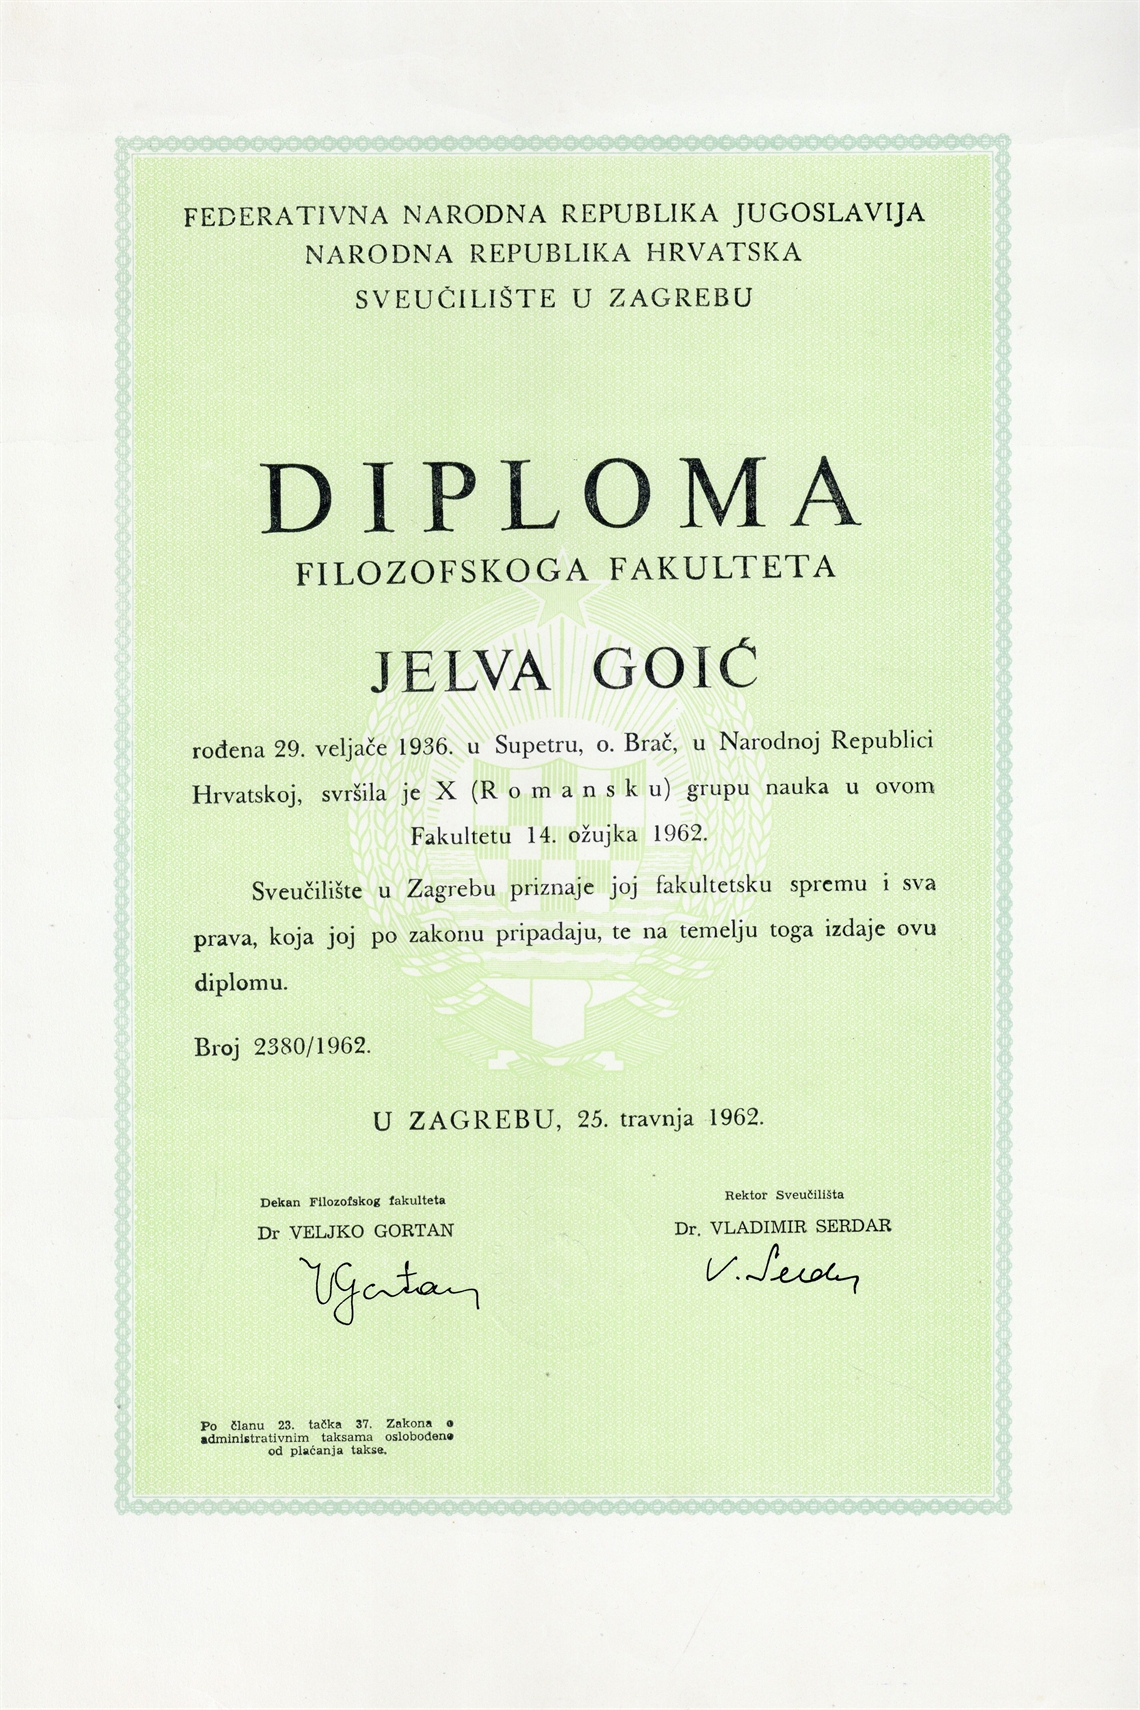 FEDERATIVNA NARODNA REPUBLIKA JUGOSLAVIJA
NARODNA REPUBLIKA HRVATSKA
SVEUČILIŠTE U ZAGREBU
DIPLOMA
FILOZOFSKOGA FAKULTETA
JELVA GOIĆ
rođena 29. veljače 1936. u Supetru, o. Brač, u Narodnoj Republici
Hrvatskoj, svršila je X (Romansku) grupu nauka u ovom
Fakultetu 14. ožujka 1962.
Sveučilište u Zagrebu priznaje joj fakultetsku spremu i sva
prava, koja joj po zakonu pripadaju, te na temelju toga izdaje ovu
diplomu.
Broj 2380/1962.
U ZAGREBU, 25. travnja 1962.
Dekan Filozofskog fakulteta
Dr VELJKO GORTAN
VGortan
Rektor Sveučilišta
Dr. VLADIMIR SERDAR
V. Serdar
Po članu 23. tačka 37. Zakona o
administrativnim taksama oslobođeno
od plaćanja takse.